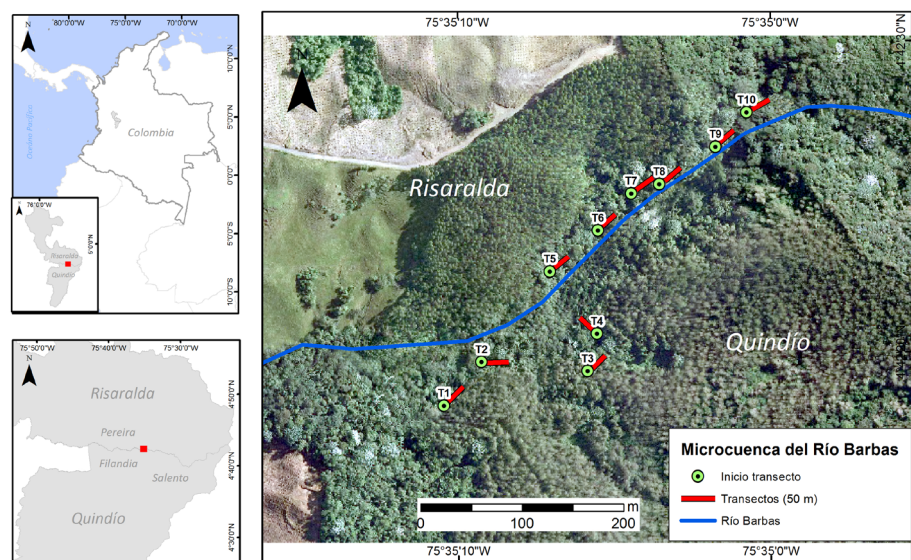 80°0'0"W 75°0'0"W 70°0'0"W
N
10°0'0"N
5°0'0"N
0°0'0"
5°0'0"S
10°0'0"S
Océano Pacífico
Colombia
76°0'0"W
5°0'0"N
Risaralda
Quindío
75°50'0"W 75°40'0"W 75°30'0"W
N
Risaralda
Pereira
Filandia
Salento
Quindío
4°50'0"N
4°40'0"N
4°30'0"N
75°35'10"W 75°35'0"W
Risaralda
Quindío
T10
T9
T8
T7
T6
T5
T4
T3
T2
T1
0 100 200
m
Microcuenca del Río Barbas
Inicio transecto
Transectos (50 m)
Río Barbas
75°35'10"W 75°35'0"W